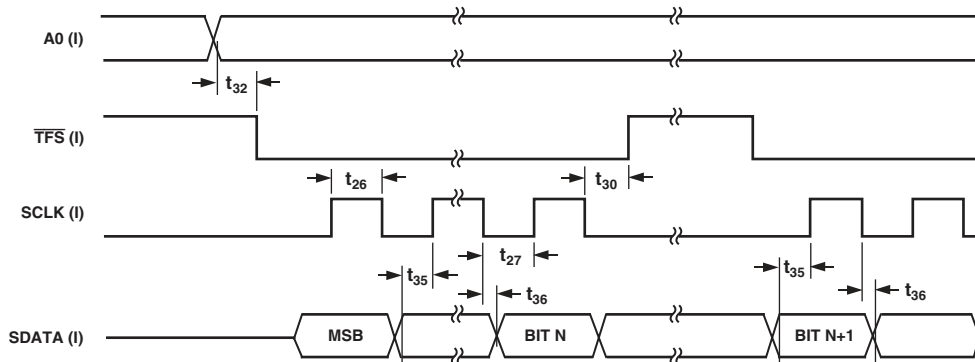 A0 (I)
t32
TFS (I)
t26
t30
SCLK (I)
t27
t35
t36
t35
t36
SDATA (I)
MSB
BIT N
BIT N+1